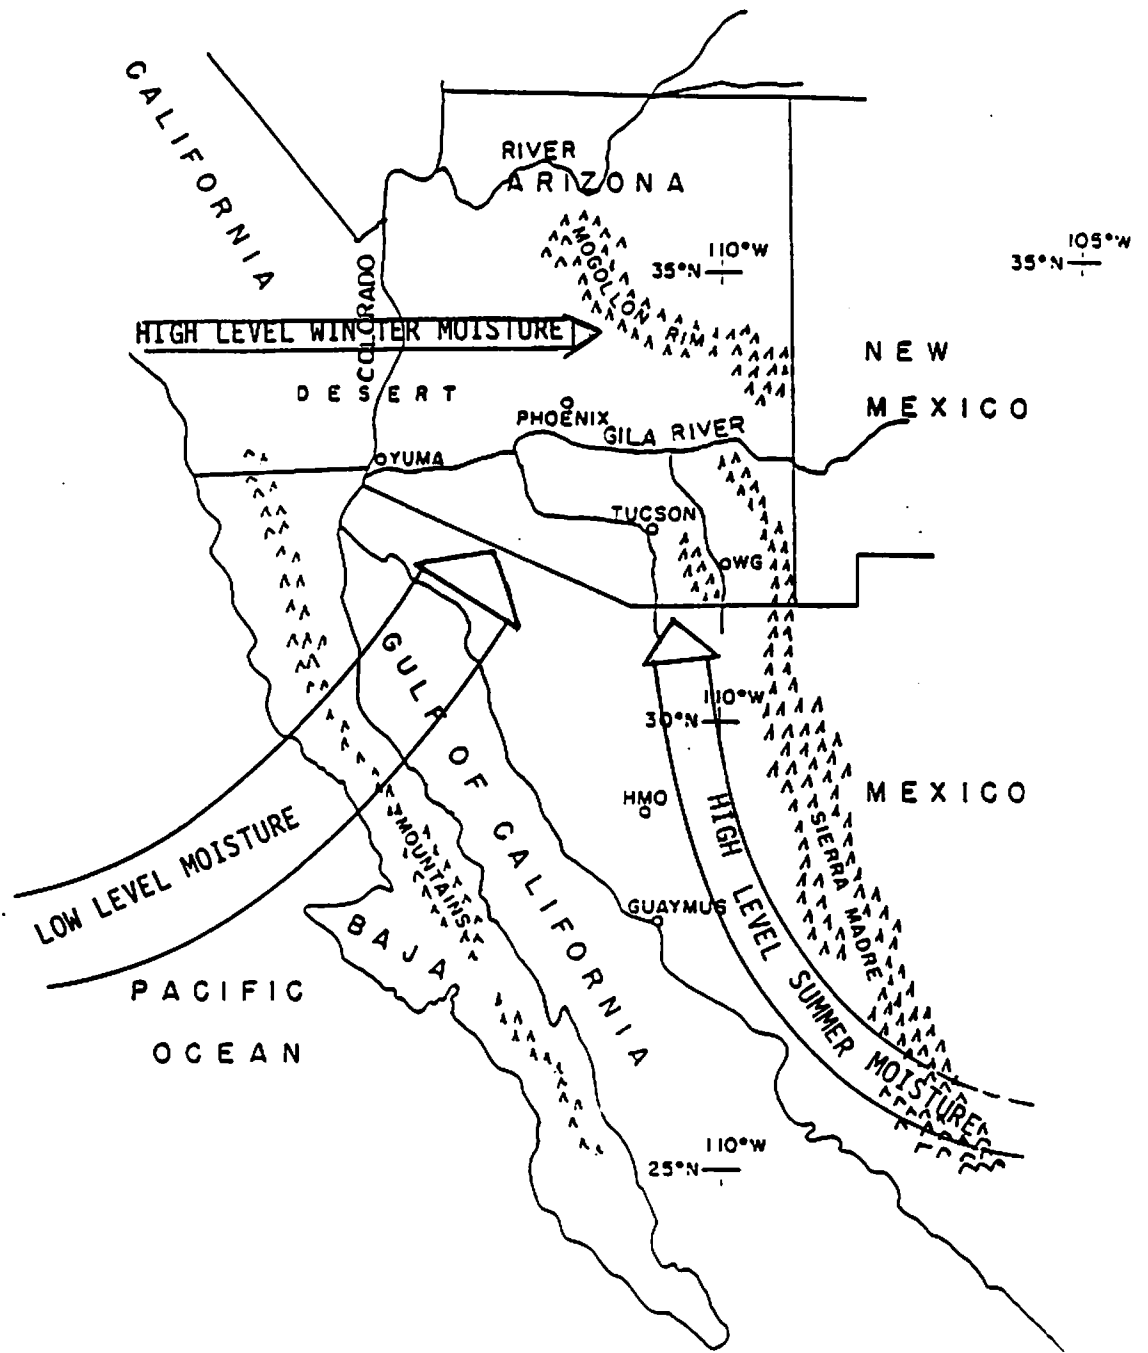 CALIFORNIA
RIVER
ARIZONA
MOGOLLON RIM
110°W
35°N
105°W
35°N
COLORADO
HIGH LEVEL WINTER MOISTURE
DESERT
NEW
MEXICO
PHOENIX
GILA RIVER
YUMA
TUCSON
WG
GULF OF CALIFORNIA
110°W
30°N
HMO
MEXICO
HIGH LEVEL SUMMER MOISTURE
SIERRA MADRE
LOW LEVEL MOISTURE
MOUNTAINS
GUAYMUS
BAJA
PACIFIC
OCEAN
110°W
25°N